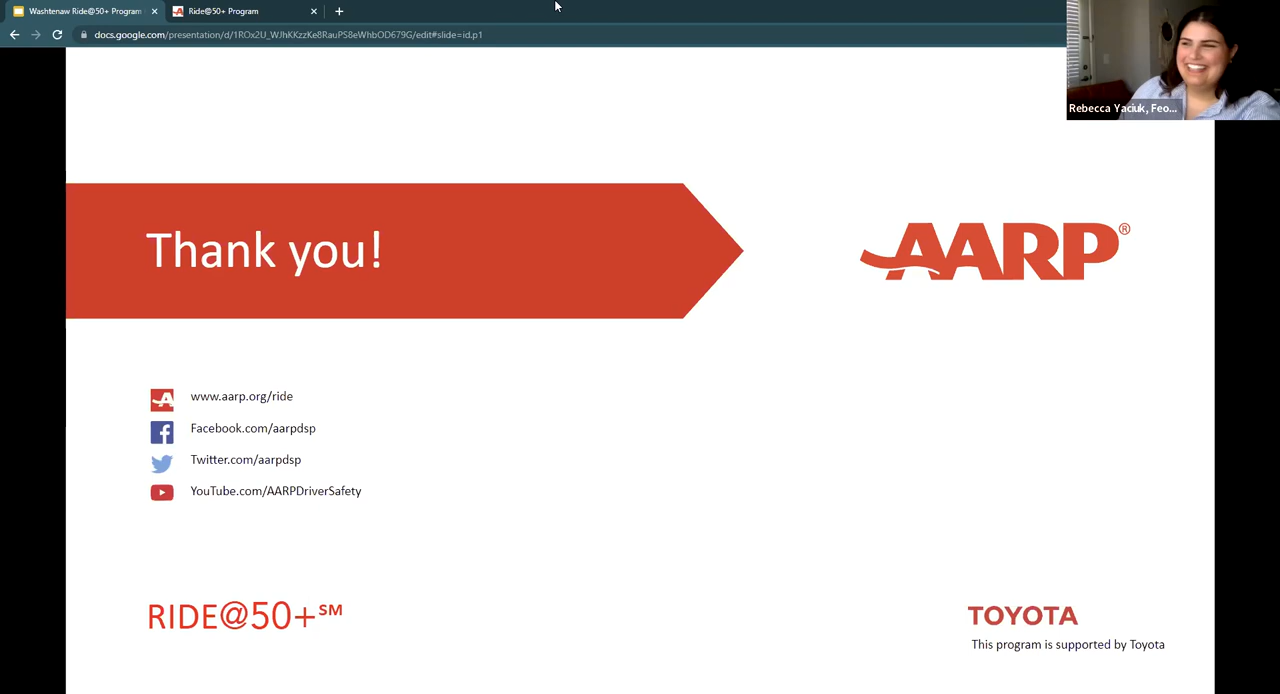 Washtenaw Ride@50+ Program
Ride@50+ Program
docs.google.com/presentation/d/1ROx2U_WJhKKzzKe8RauPS8eWhbOD679G/edit#slide=id.p1
Rebecca Yaciuk, Feo...
Thank you!
AARP®
www.aarp.org/ride
Facebook.com/aarpdsp
Twitter.com/aarpdsp
YouTube.com/AARPDriverSafety
RIDE@50+℠
TOYOTA
This program is supported by Toyota